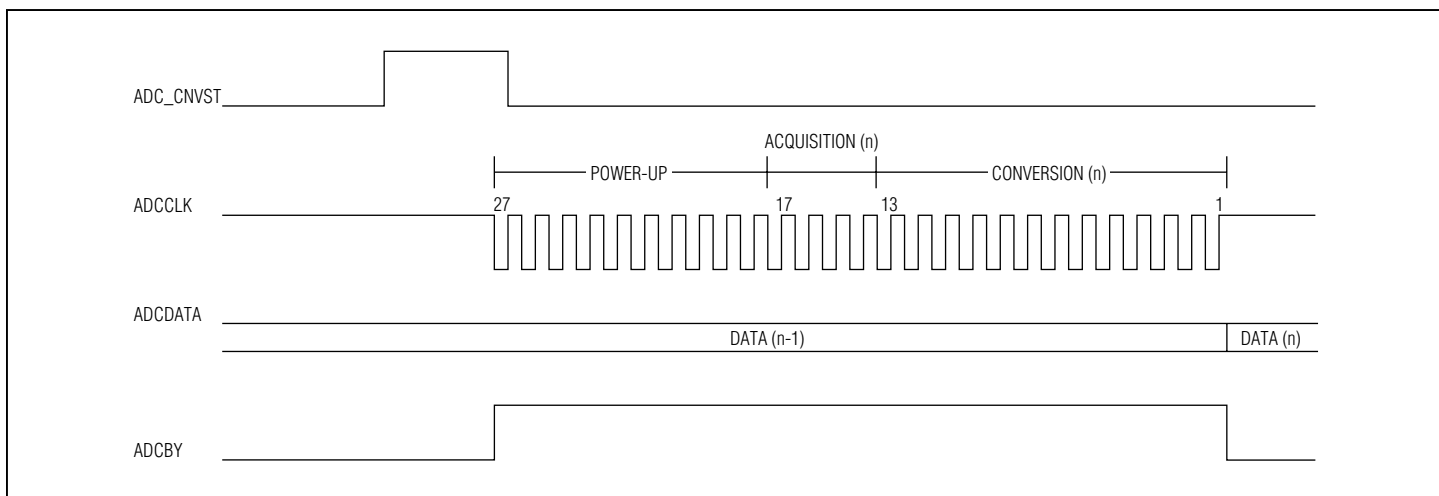 ADC_CNVST
ACQUISITION (n)
POWER-UP
CONVERSION (n)
ADCCLK
27
17
13
1
ADCDATA
DATA (n-1)
DATA (n)
ADCBY